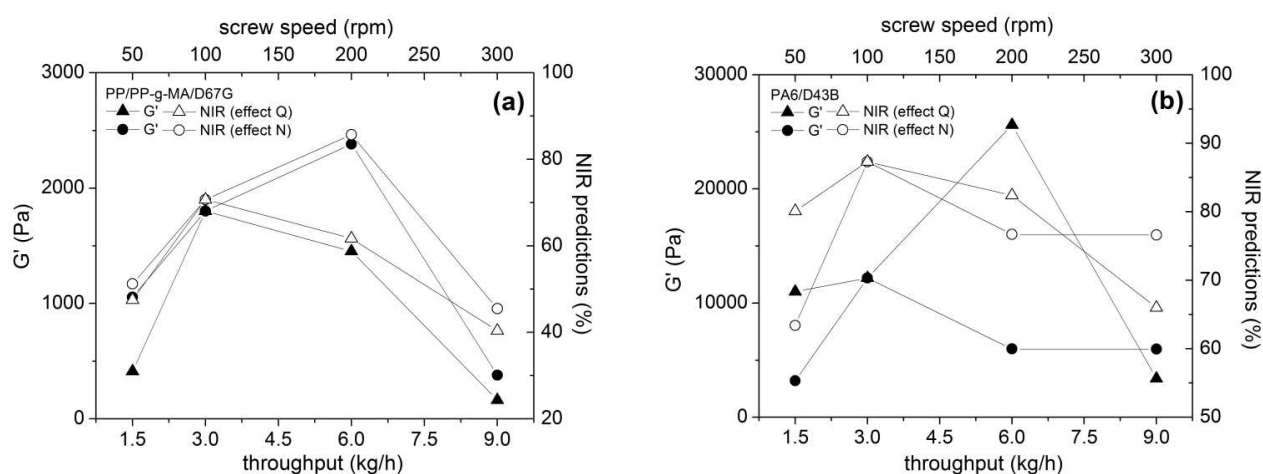 screw speed (rpm)
50 100 150 200 250 300
3000
2000
1000
0
G' (Pa)
PP/PP-g-MA/D67G
G' NIR (effect Q)
G' NIR (effect N)
(a)
100
80
60
40
20
NIR predictions (%)
1.5 3.0 4.5 6.0 7.5 9.0
throughput (kg/h)
screw speed (rpm)
50 100 150 200 250 300
30000
20000
10000
0
G' (Pa)
PA6/D43B
G' NIR (effect Q)
G' NIR (effect N)
(b)
100
90
80
70
60
50
NIR predictions (%)
1.5 3.0 4.5 6.0 7.5 9.0
throughput (kg/h)